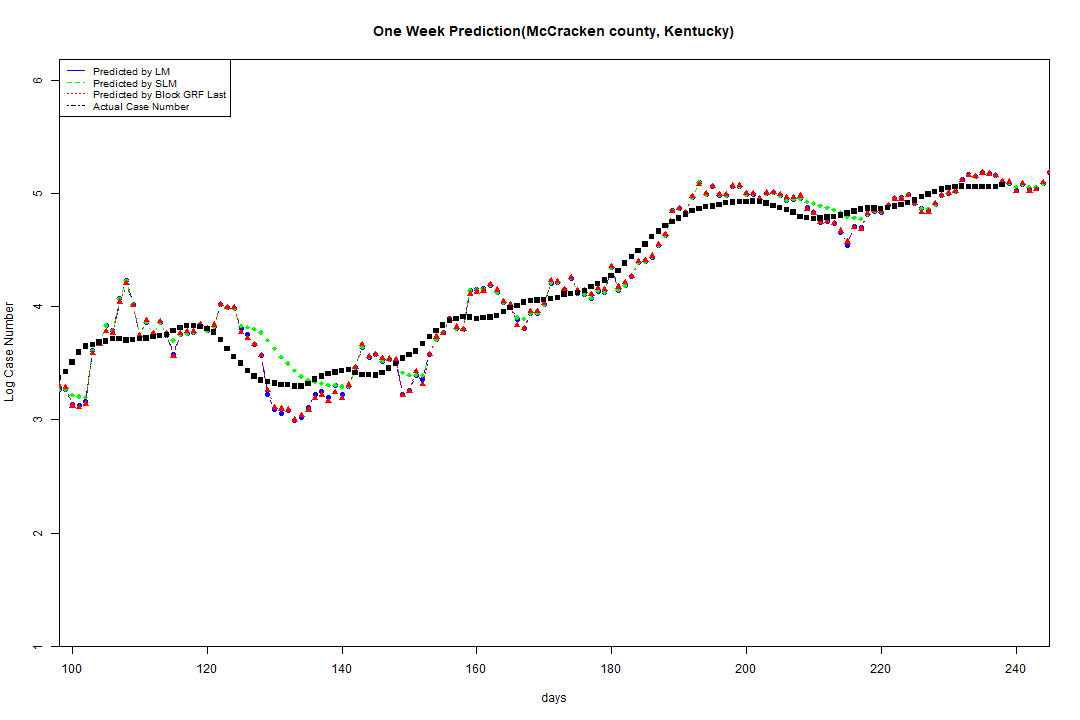 One Week Prediction(McCracken county, Kentucky)
Predicted by LM
Predicted by SLM
Predicted by Block GRF Last
Actual Case Number
6
5
4
3
2
1
Log Case Number
100 120 140 160 180 200 220 240
days